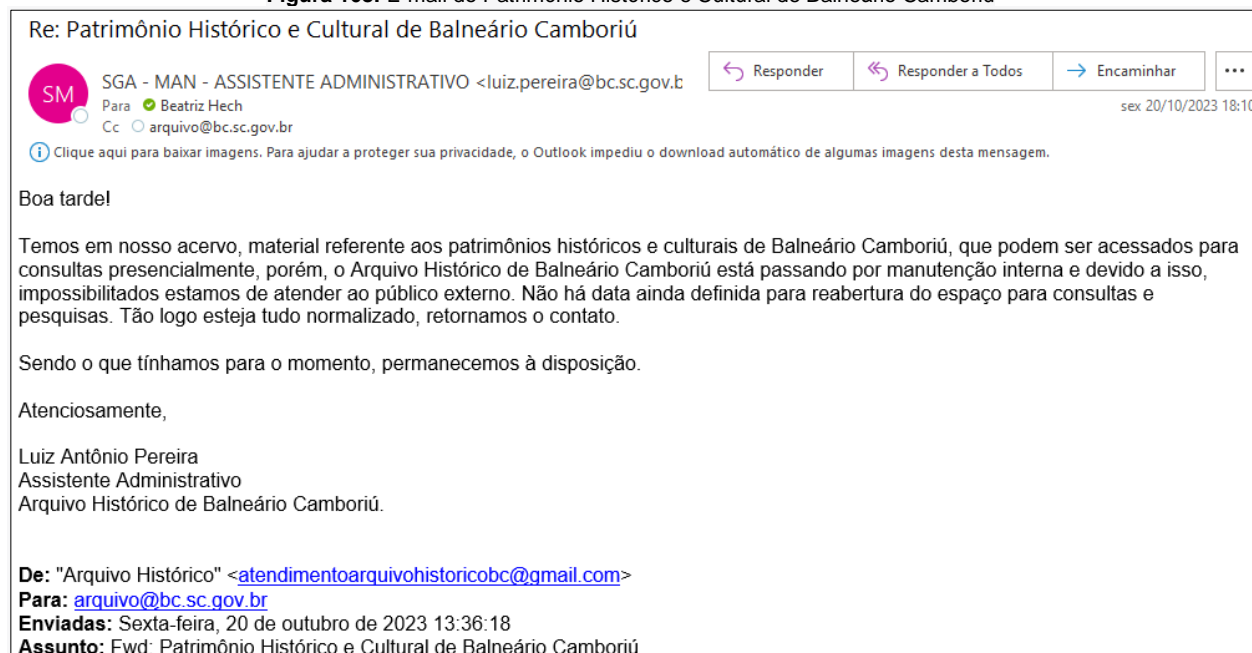 Re: Patrimônio Histórico e Cultural de Balneário Camboriú
SM
SGA - MAN - ASSISTENTE ADMINISTRATIVO <luiz.pereira@bc.sc.gov.b
Responder
Responder a Todos
Encaminhar
...
Para Beatriz Hech
sex 20/10/2023 18:10
Cc arquivo@bc.sc.gov.br
Clique aqui para baixar imagens. Para ajudar a proteger sua privacidade, o Outlook impediu o download automático de algumas imagens desta mensagem.
Boa tarde!
Temos em nosso acervo, material referente aos patrimônios históricos e culturais de Balneário Camboriú, que podem ser acessados para
consultas presencialmente, porém, o Arquivo Histórico de Balneário Camboriú está passando por manutenção interna e devido a isso,
impossibilitados estamos de atender ao público externo. Não há data ainda definida para reabertura do espaço para consultas e
pesquisas. Tão logo esteja tudo normalizado, retornamos o contato.
Sendo o que tínhamos para o momento, permanecemos à disposição.
Atenciosamente,
Luiz Antônio Pereira
Assistente Administrativo
Arquivo Histórico de Balneário Camboriú.
De: "Arquivo Histórico" <atendimentoarquivohistoricobc@gmail.com>
Para: arquivo@bc.sc.gov.br
Enviadas: Sexta-feira, 20 de outubro de 2023 13:36:18
Assunto: Fwd: Patrimônio Histórico e Cultural de Balneário Camboriú